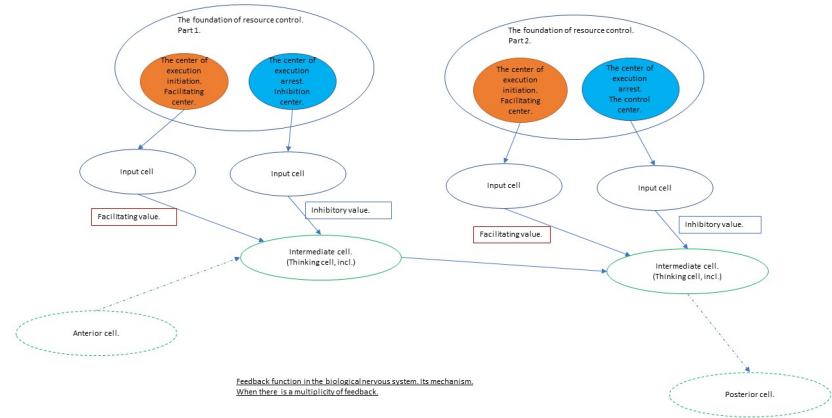 The foundation of resource control.
Part 1.
The center of
execution
initiation.
Facilitating
center.
The center of
execution
arrest.
Inhibition
center.
The foundation of resource control.
Part 2.
The center of
execution
initiation.
Facilitating
center.
The center of
execution
arrest.
The control
center.
Input cell
Input cell
Input cell
Input cell
Facilitating value.
Inhibitory value.
Facilitating value.
Inhibitory value.
Intermediate cell.
(Thinking cell, incl.)
Intermediate cell.
(Thinking cell, incl.)
Anterior cell.
Posterior cell.
Feedback function in the biological nervous system. Its mechanism.
When there is a multiplicity of feedback.